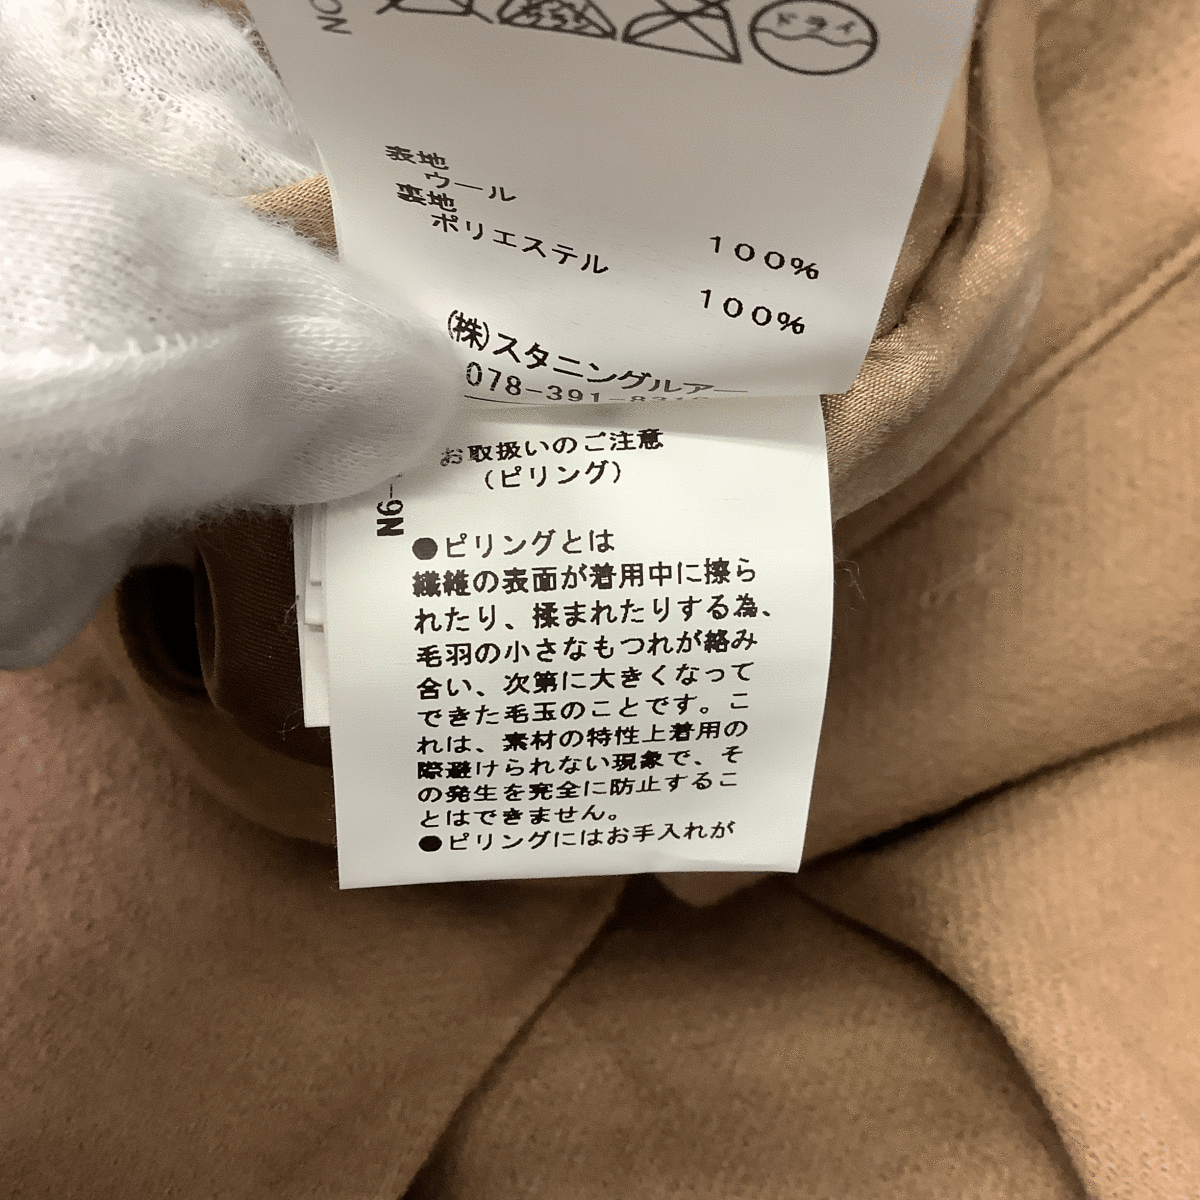 ドライ
表地
ウール
100%
裏地
ポリエステル
100%
(株)スタニングルアー
078-391-
お取扱いのご注意
(ピリング)
●ピリングとは
繊維の表面が着用中に擦ら
れたり、揉まれたりする為、
毛羽の小さなもつれが絡み
合い、次第に大きくなって
できた毛玉のことです。こ
れは、素材の特性上着用の
際避けられない現象で、そ
の発生を完全に防止するこ
とはできません。
●ピリングにはお手入れが
-9N